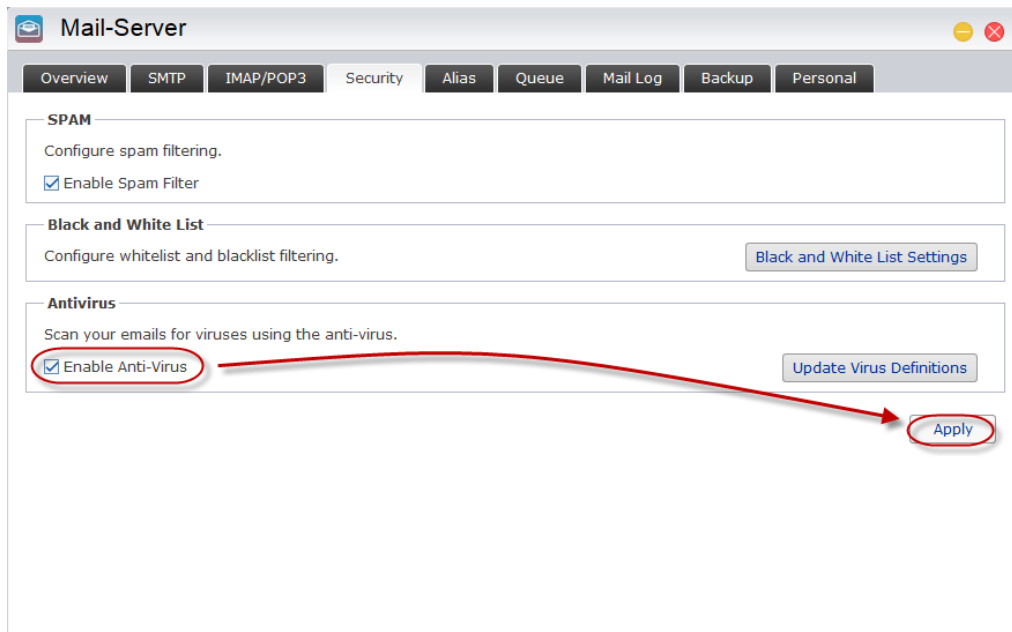 Mail-Server
Overview SMTP IMAP/POP3 Security Alias Queue Mail Log Backup Personal
SPAM
Configure spam filtering.
Enable Spam Filter
Black and White List
Configure whitelist and blacklist filtering. Black and White List Settings
Antivirus
Scan your emails for viruses using the anti-virus.
Enable Anti-Virus Update Virus Definitions
Apply